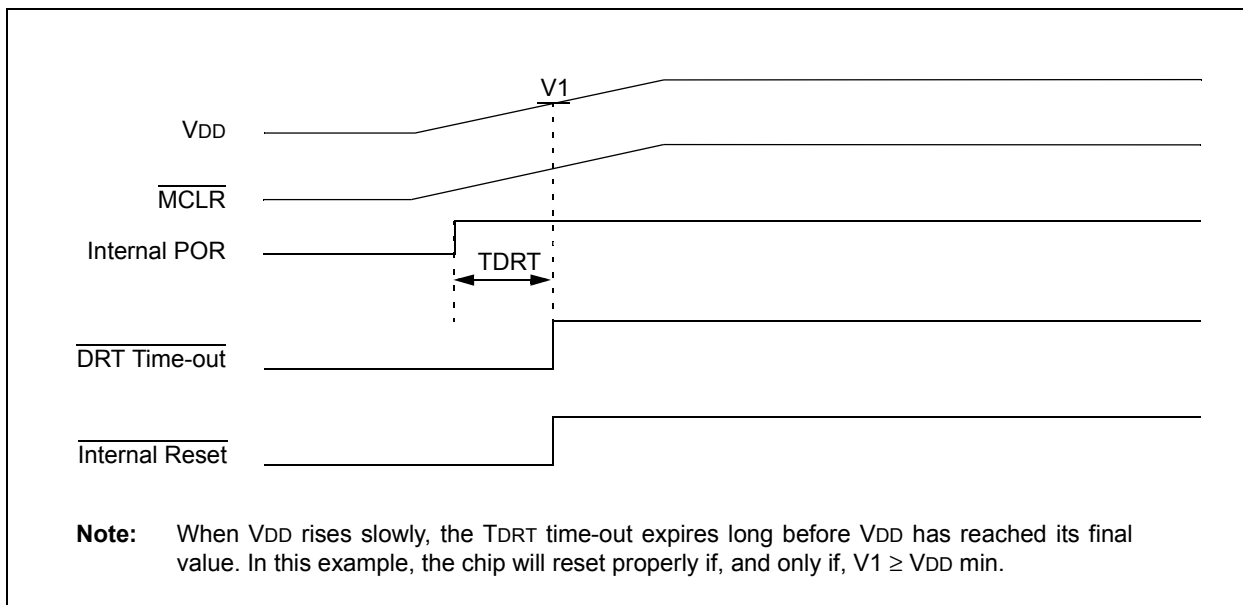 V1
VDD
MCLR
Internal POR
TDRT
DRT Time-out
Internal Reset
Note: When VDD rises slowly, the TDRT time-out expires long before VDD has reached its final
value. In this example, the chip will reset properly if, and only if, V1 ≥ VDD min.